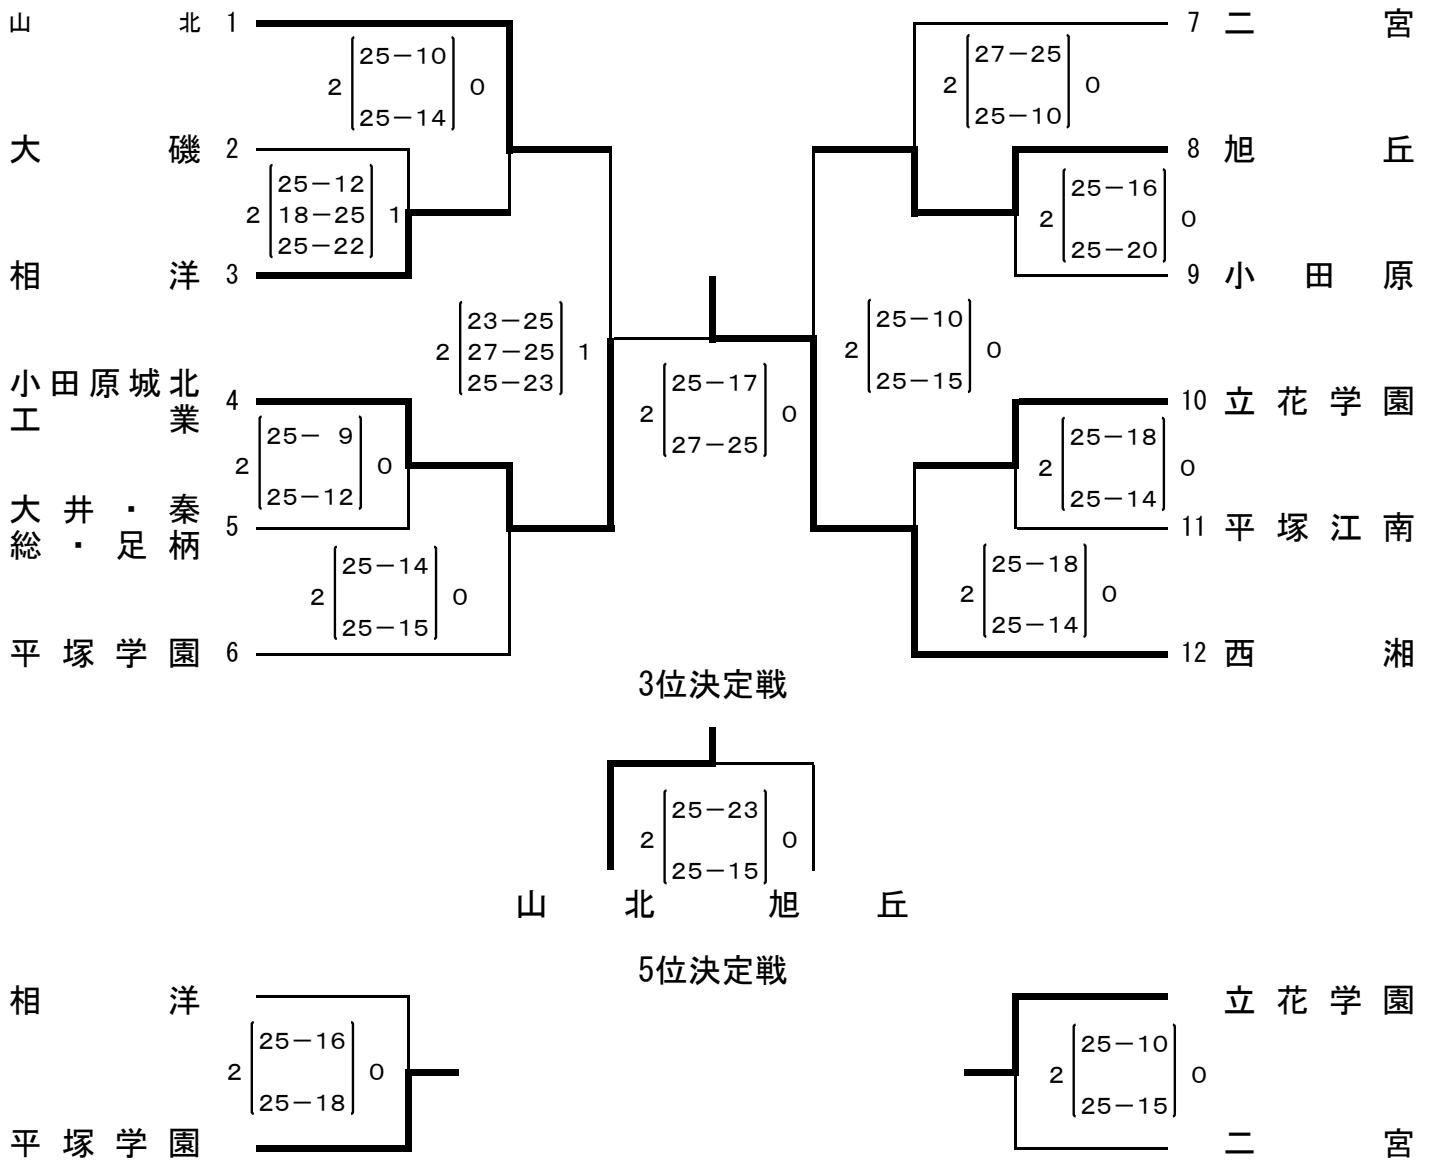 山北 1
2 [25-10 25-14] 0
大磯 2
2 [25-12 18-25 25-22] 1
相洋 3
2 [23-25 27-25 25-23] 1
小田原城北
工業 4
2 [25- 9 25-12] 0
大井・秦
総・足柄 5
2 [25-14 25-15] 0
平塚学園 6
2 [25-17 27-25] 0
7 二宮
2 [27-25 25-10] 0
8 旭丘
2 [25-16 25-20] 0
9 小田原
2 [25-10 25-15] 0
10 立花学園
2 [25-18 25-14] 0
11 平塚江南
2 [25-18 25-14] 0
12 西湘
3位決定戦
2 [25-23 25-15] 0
山北 旭丘
5位決定戦
相洋
2 [25-16 25-18] 0
平塚学園
立花学園
2 [25-10 25-15] 0
二宮